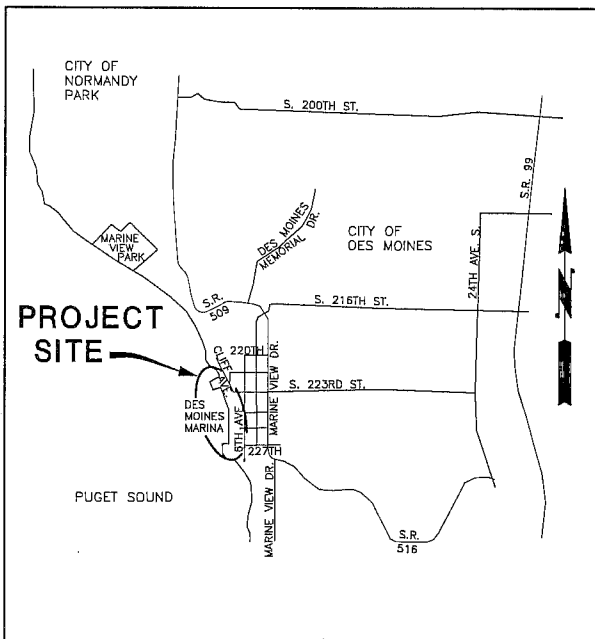 CITY OF
NORMANDY
PARK
S. 200TH ST.
S.R. 99
MARINE
VIEW
PARK
DES MOINES
MEMORIAL DR.
CITY OF
DES MOINES
24TH AVE. S.
N
S.R.
509
S. 216TH ST.
PROJECT
SITE
220TH
CLIFF AVE.
MARINE VIEW DR.
S. 223RD ST.
DES
MOINES
MARINA
6TH AVE
227TH
PUGET SOUND
MARINE VIEW DR.
S.R.
516